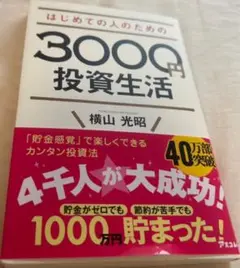 はじめての人のための
3000円
投資生活
横山 光昭
「貯金感覚」で楽しくできる
カンタン投資法
40万部突破
4千人が大成功!
貯金がゼロでも 節約が苦手でも
1000万円貯まった!
アスコム